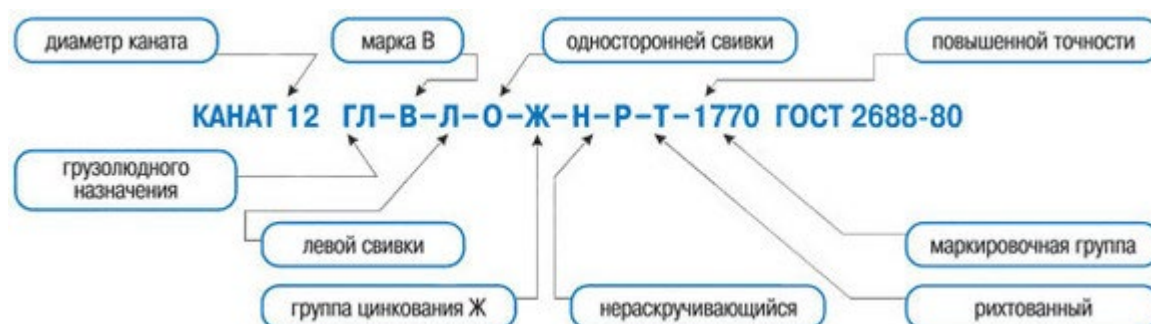 диаметр каната
марка В
односторонней свивки
повышенной точности
КАНАТ 12 ГЛ–В–Л–О–Ж–Н–Р–Т–1770 ГОСТ 2688-80
грузолюдного
назначения
левой свивки
маркировочная группа
группа цинкования Ж
нераскручивающийся
рихтованный